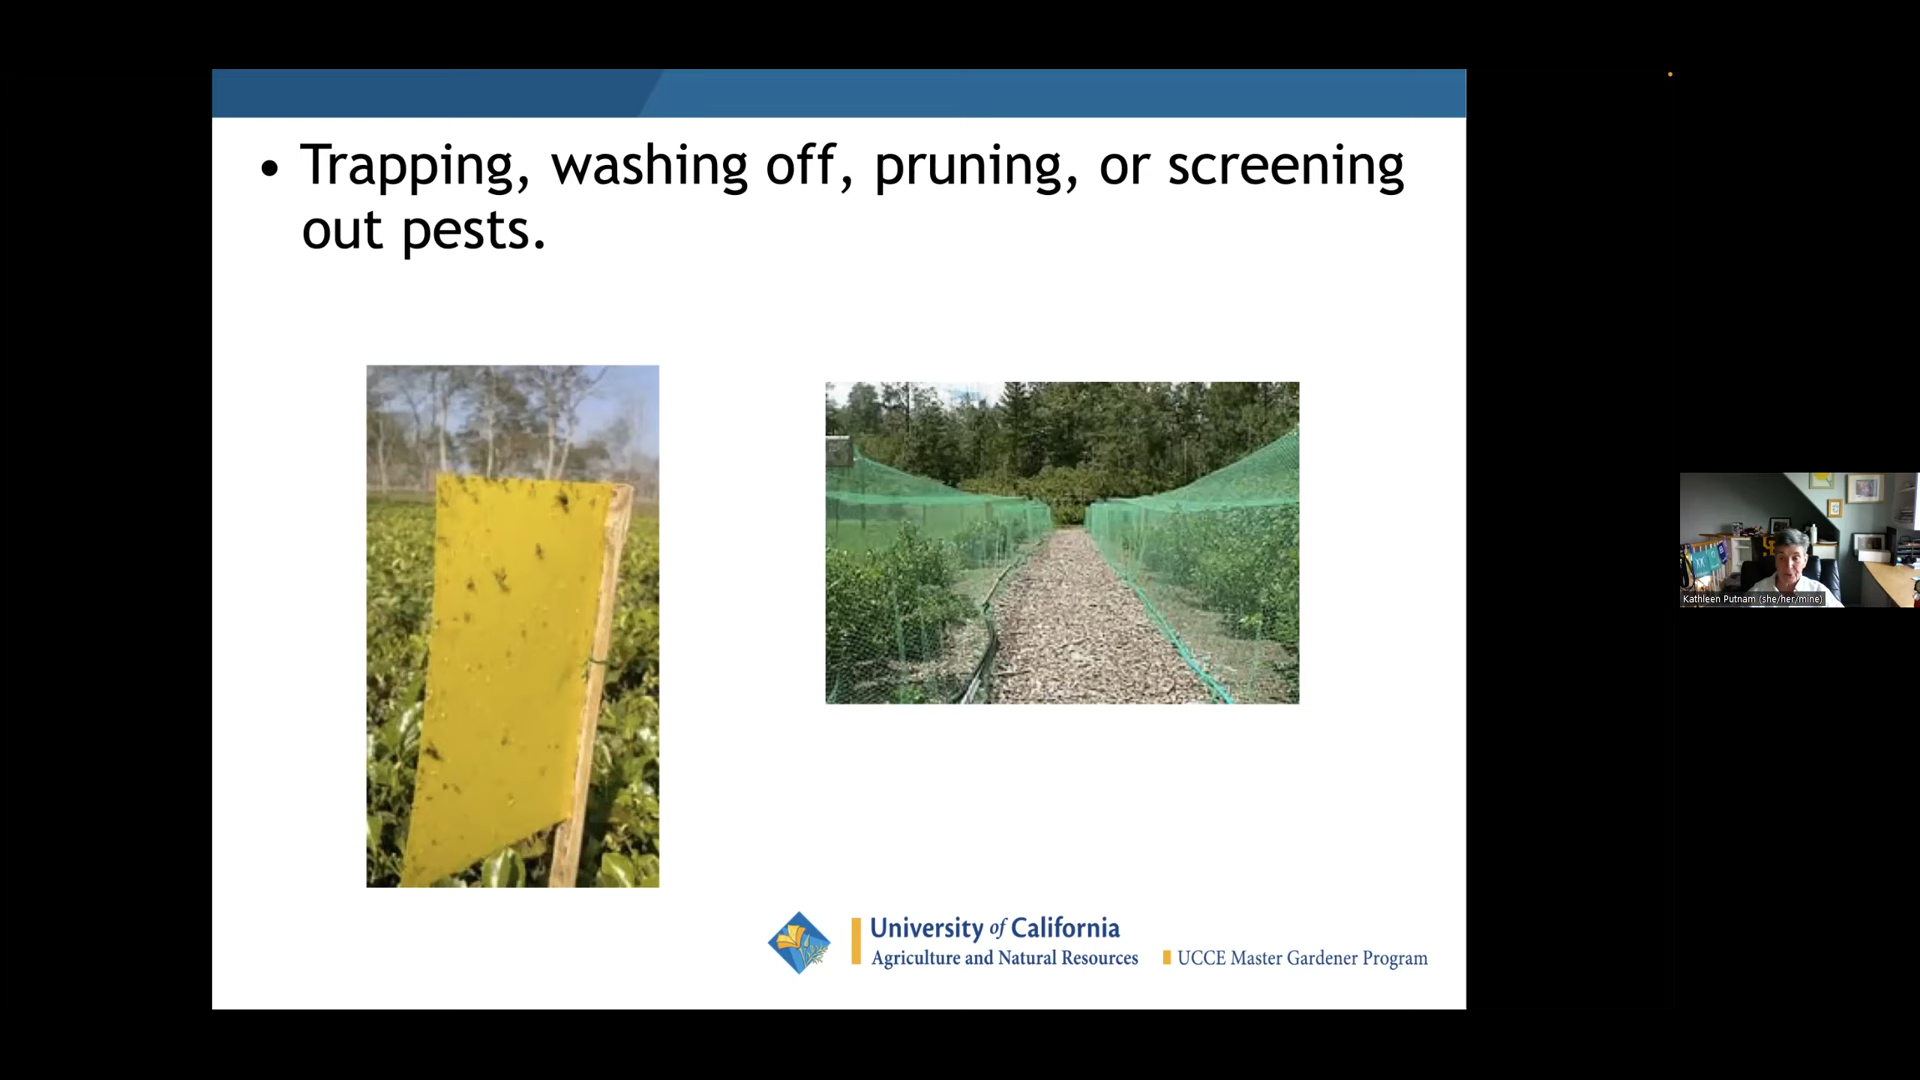 • Trapping, washing off, pruning, or screening
out pests.
University of California
Agriculture and Natural Resources
UCCE Master Gardener Program
Kathleen Putnam (she/her/mine)